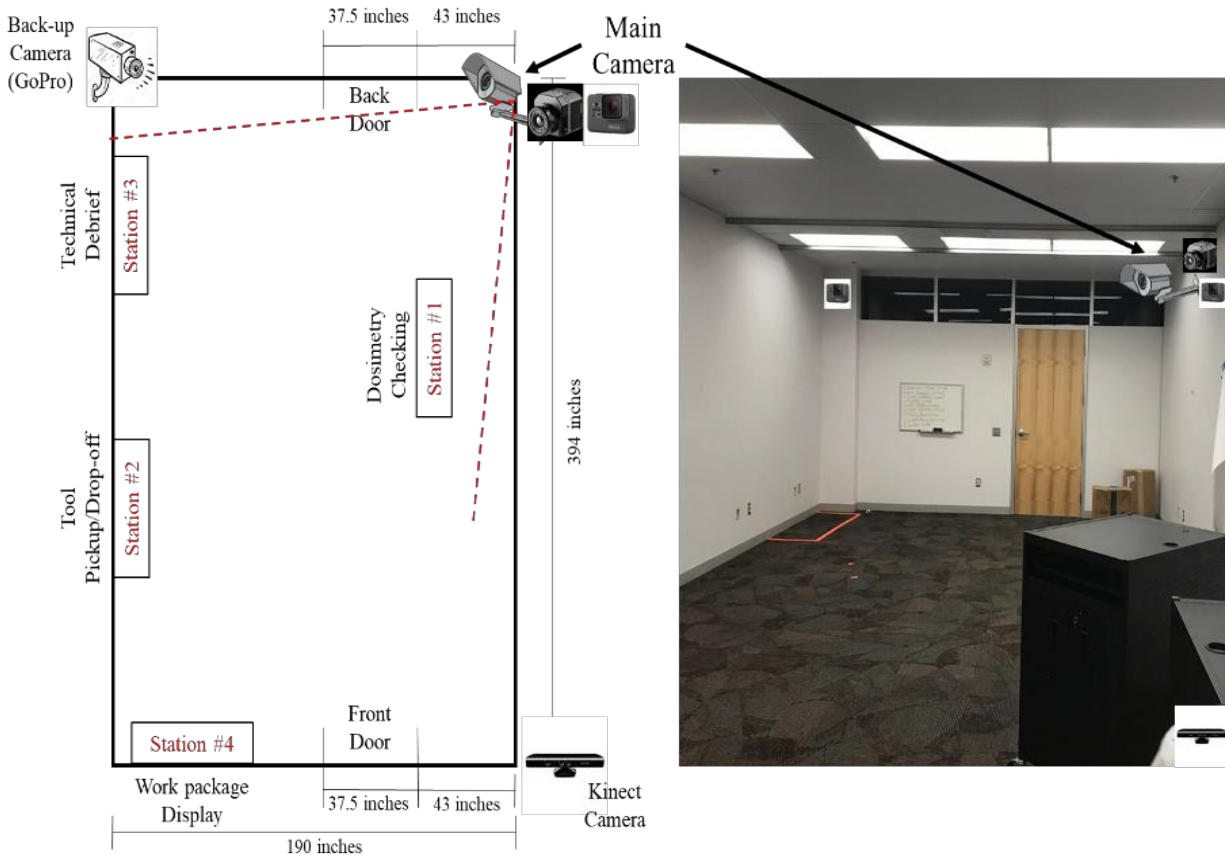 Back-up
Camera
(GoPro)
37.5 inches
43 inches
Main
Camera
Back
Door
Technical
Debrief
Station #3
Dosimetry
Checking
Station #1
394 inches
Tool
Pickup/Drop-off
Station #2
Station #4
Front
Door
Work package
Display
37.5 inches
43 inches
Kinect
Camera
190 inches